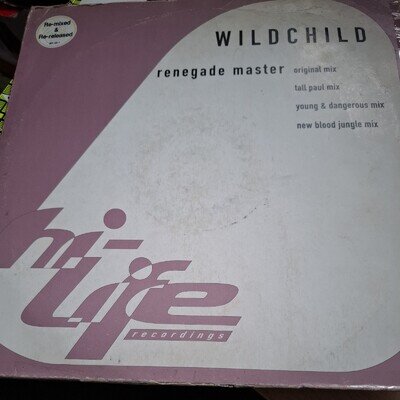 Re-mixed
&
Re-released
WILDCHILD
renegade master original mix
tall paul mix
young & dangerous mix
new blood jungle mix
hi-
Life
recordings